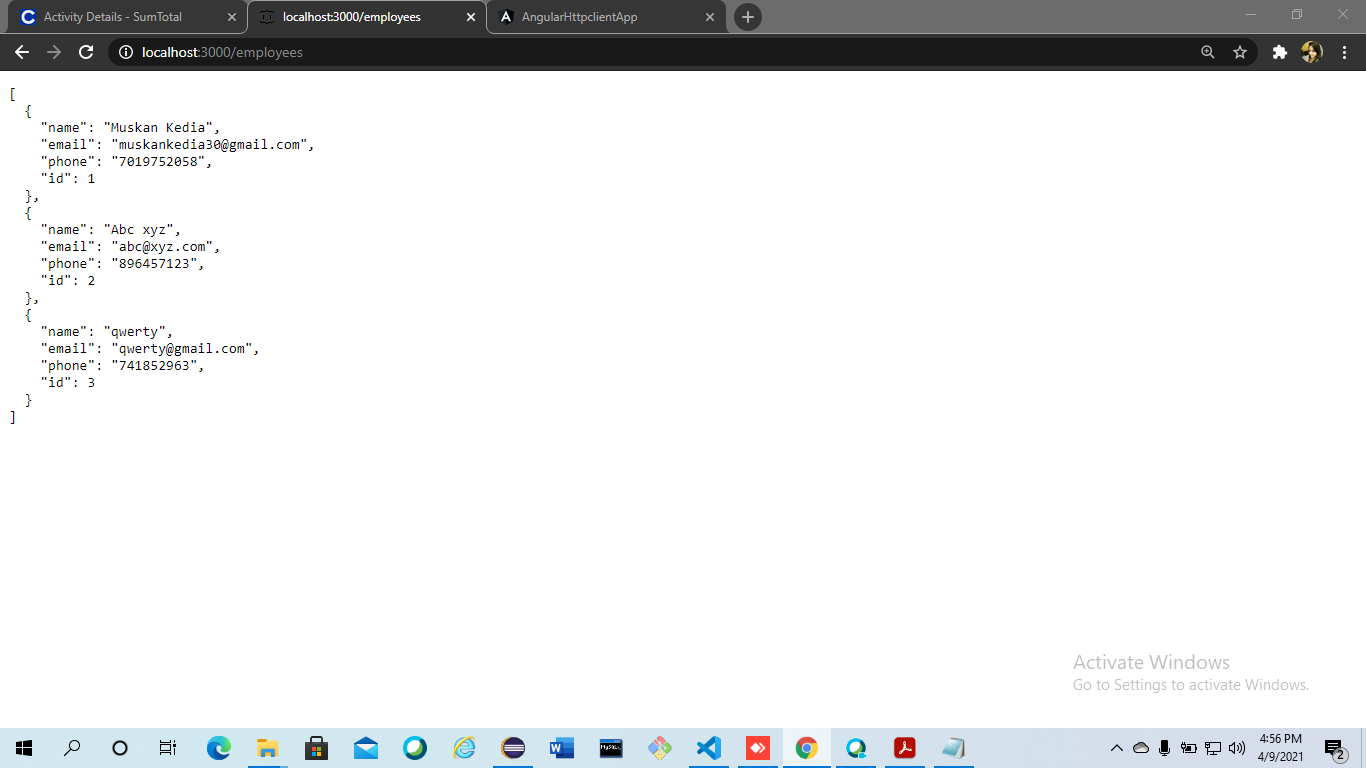 Activity Details - SumTotal
localhost:3000/employees
AngularHttpclientApp
localhost:3000/employees
[
  {
    "name": "Muskan Kedia",
    "email": "muskankedia30@gmail.com",
    "phone": "7019752058",
    "id": 1
  },
  {
    "name": "Abc xyz",
    "email": "abc@xyz.com",
    "phone": "896457123",
    "id": 2
  },
  {
    "name": "qwerty",
    "email": "qwerty@gmail.com",
    "phone": "741852963",
    "id": 3
  }
]
Activate Windows
Go to Settings to activate Windows.
MySQL
4:56 PM
4/9/2021
2